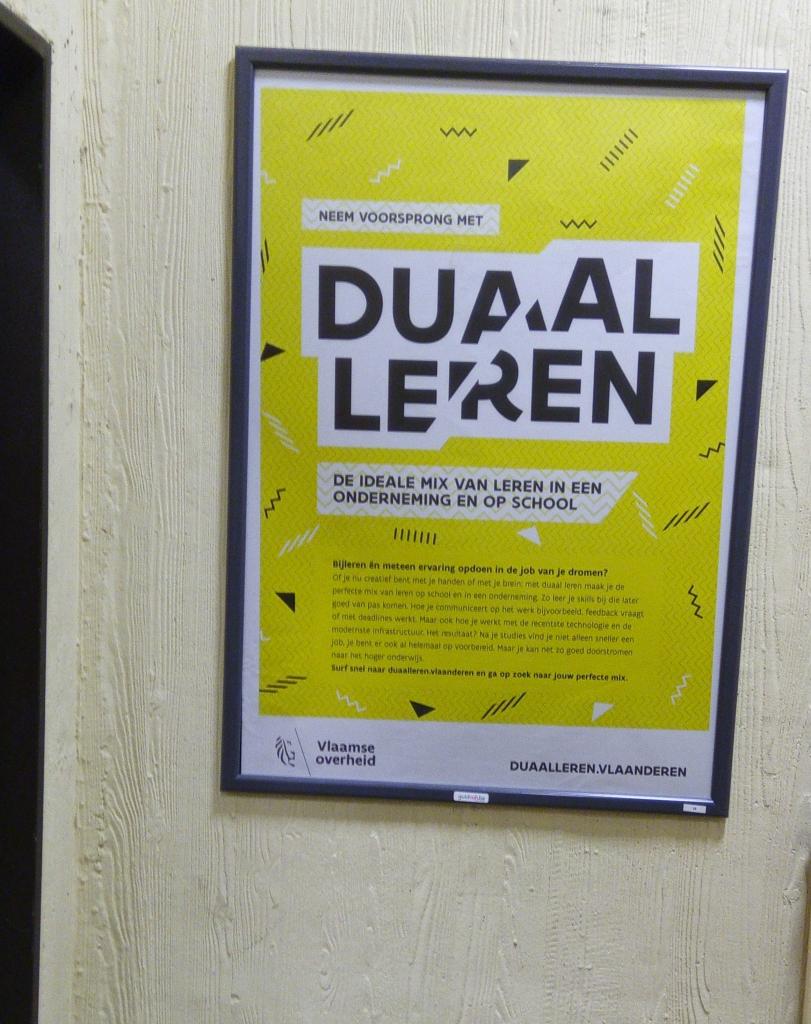 NEEM VOORSPRONG MET
DUAAL
LEREN
DE IDEALE MIX VAN LEREN IN EEN
ONDERNEMING EN OP SCHOOL
Bijleren én meteen ervaring opdoen in de job van je dromen?
Of je nu creatief bent met je handen of met je brein: met duaal leren maak je de
perfecte mix van leren op school en in een onderneming. Zo leer je skills bij die later
goed van pas komen. Hoe je communiceert op het werk bijvoorbeeld, feedback vraagt
of met deadlines werkt. Maar ook hoe je werkt met de recentste technologie en de
modernste infrastructuur. Het resultaat? Na je studies vind je niet alleen sneller een
job, je bent er ook al helemaal op voorbereid. Maar je kan net zo goed doorstromen
naar het hoger onderwijs.
Surf snel naar duaalleren.vlaanderen en ga op zoek naar jouw perfecte mix.
Vlaamse
overheid
DUAALLEREN.VLAANDEREN